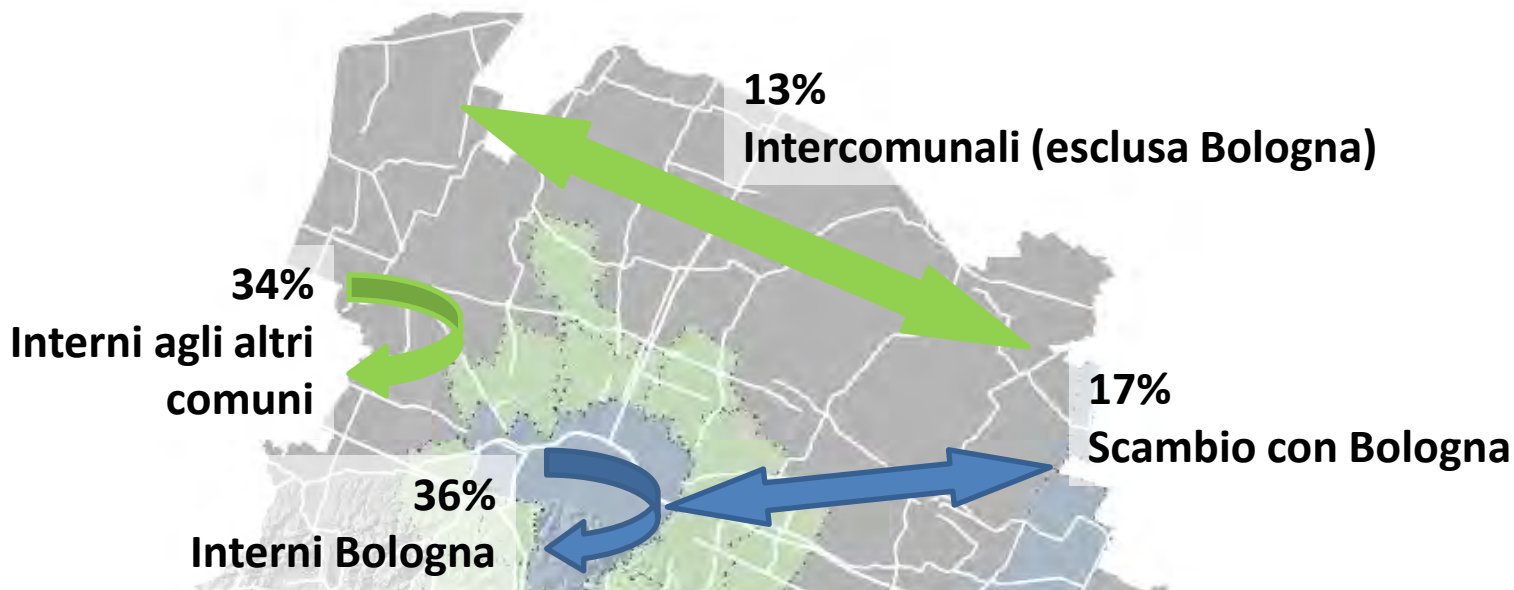 13%
Intercomunali (esclusa Bologna)
34%
Interni agli altri
comuni
17%
Scambio con Bologna
36%
Interni Bologna